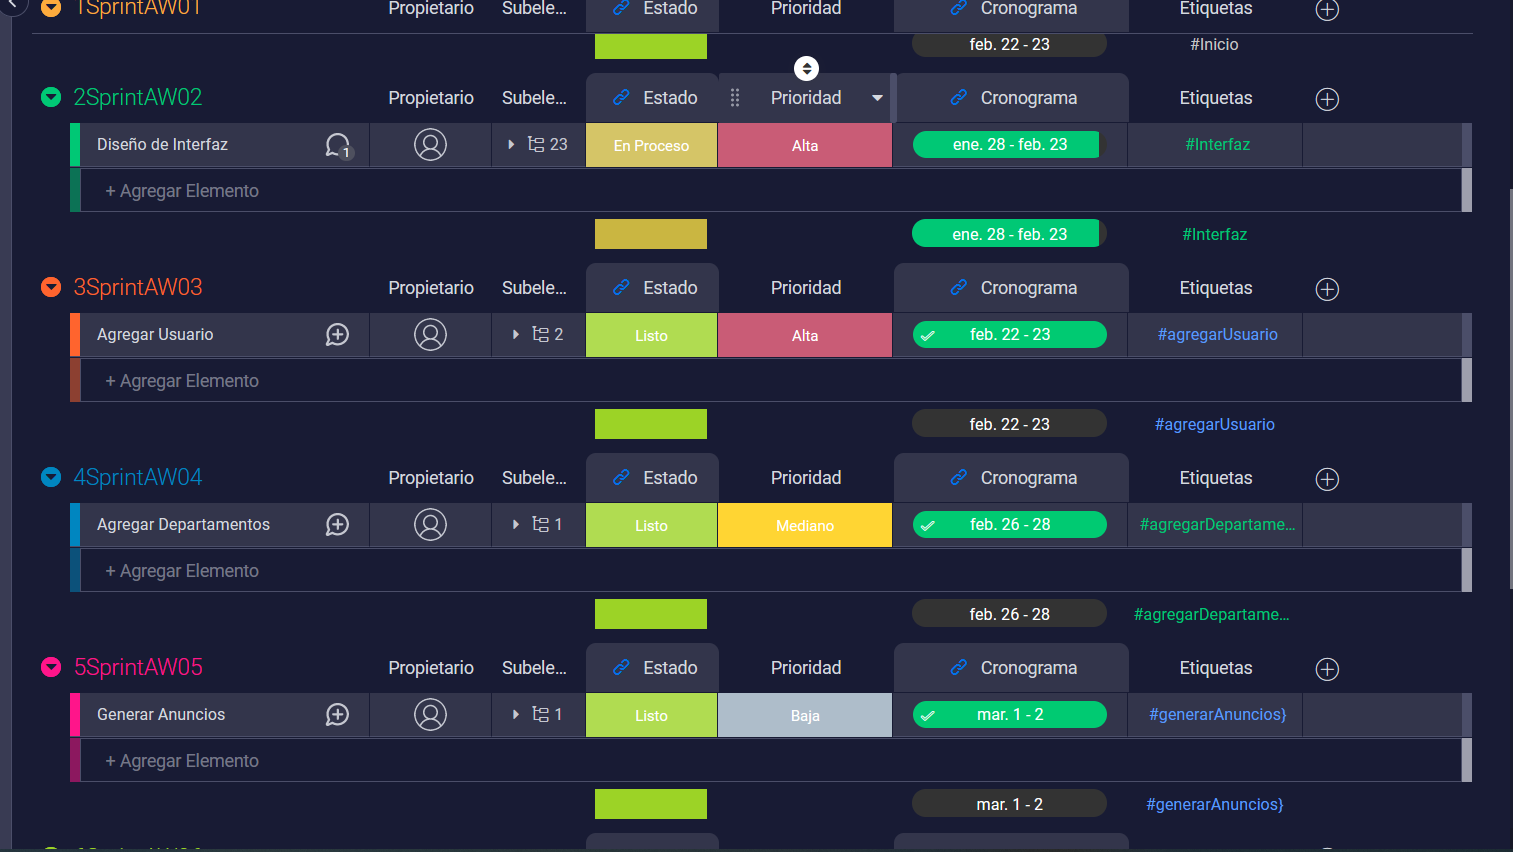 1SprintAW01 Propietario Subele... Estado Prioridad Cronograma Etiquetas
feb. 22 - 23 #Inicio
2SprintAW02 Propietario Subele... Estado Prioridad Cronograma Etiquetas
Diseño de Interfaz 1 23 En Proceso Alta ene. 28 - feb. 23 #Interfaz
+ Agregar Elemento
ene. 28 - feb. 23 #Interfaz
3SprintAW03 Propietario Subele... Estado Prioridad Cronograma Etiquetas
Agregar Usuario 2 Listo Alta feb. 22 - 23 #agregarUsuario
+ Agregar Elemento
feb. 22 - 23 #agregarUsuario
4SprintAW04 Propietario Subele... Estado Prioridad Cronograma Etiquetas
Agregar Departamentos 1 Listo Mediano feb. 26 - 28 #agregarDepartame...
+ Agregar Elemento
feb. 26 - 28 #agregarDepartame...
5SprintAW05 Propietario Subele... Estado Prioridad Cronograma Etiquetas
Generar Anuncios 1 Listo Baja mar. 1 - 2 #generarAnuncios}
+ Agregar Elemento
mar. 1 - 2 #generarAnuncios}